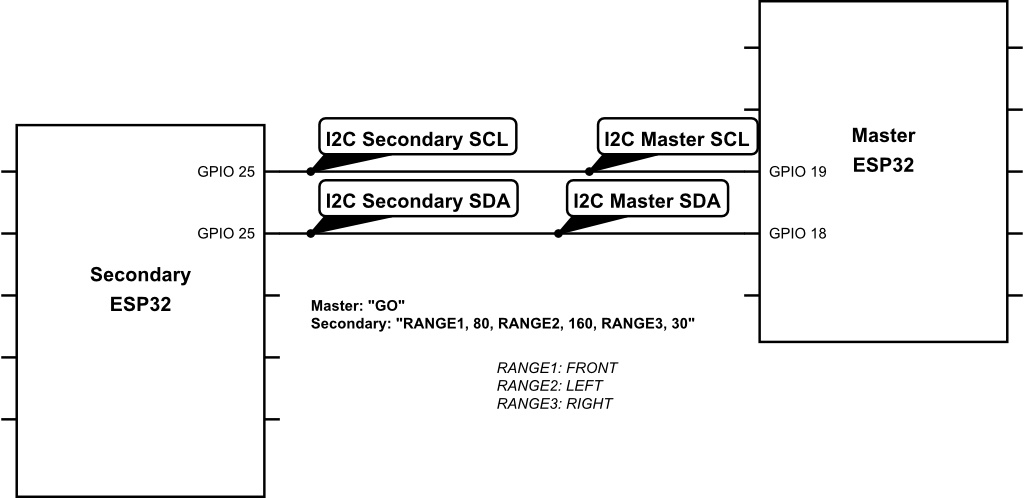 I2C Secondary SCL
I2C Master SCL
Master
ESP32
GPIO 25
GPIO 19
I2C Secondary SDA
I2C Master SDA
GPIO 25
GPIO 18
Secondary
ESP32
Master: "GO"
Secondary: "RANGE1, 80, RANGE2, 160, RANGE3, 30"
RANGE1: FRONT
RANGE2: LEFT
RANGE3: RIGHT